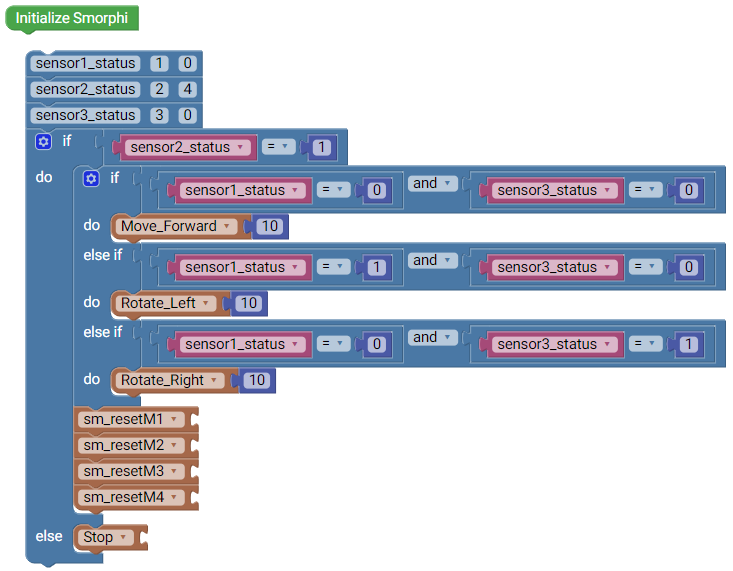 Initialize Smorphi
sensor1_status 1 0
sensor2_status 2 4
sensor3_status 3 0
if sensor2_status = 1
do if sensor1_status = 0 and sensor3_status = 0
do Move_Forward 10
else if sensor1_status = 1 and sensor3_status = 0
do Rotate_Left 10
else if sensor1_status = 0 and sensor3_status = 1
do Rotate_Right 10
sm_resetM1
sm_resetM2
sm_resetM3
sm_resetM4
else Stop